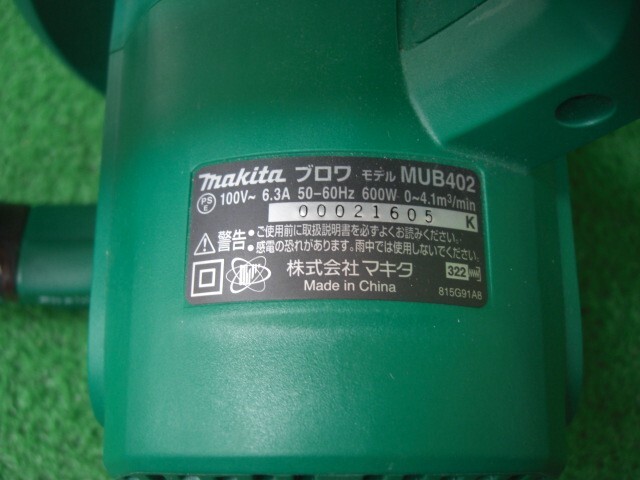 makita ブロワ モデル MUB402
PSE 100V~ 6.3A 50-60Hz 600W 0~4.1m³/min
00021605 K
警告 ●ご使用前に取扱説明書を必ずよくお読みください。
●感電の恐れがあります。雨中では使用しないでください。
株式会社マキタ 322
Made in China 815G91A8